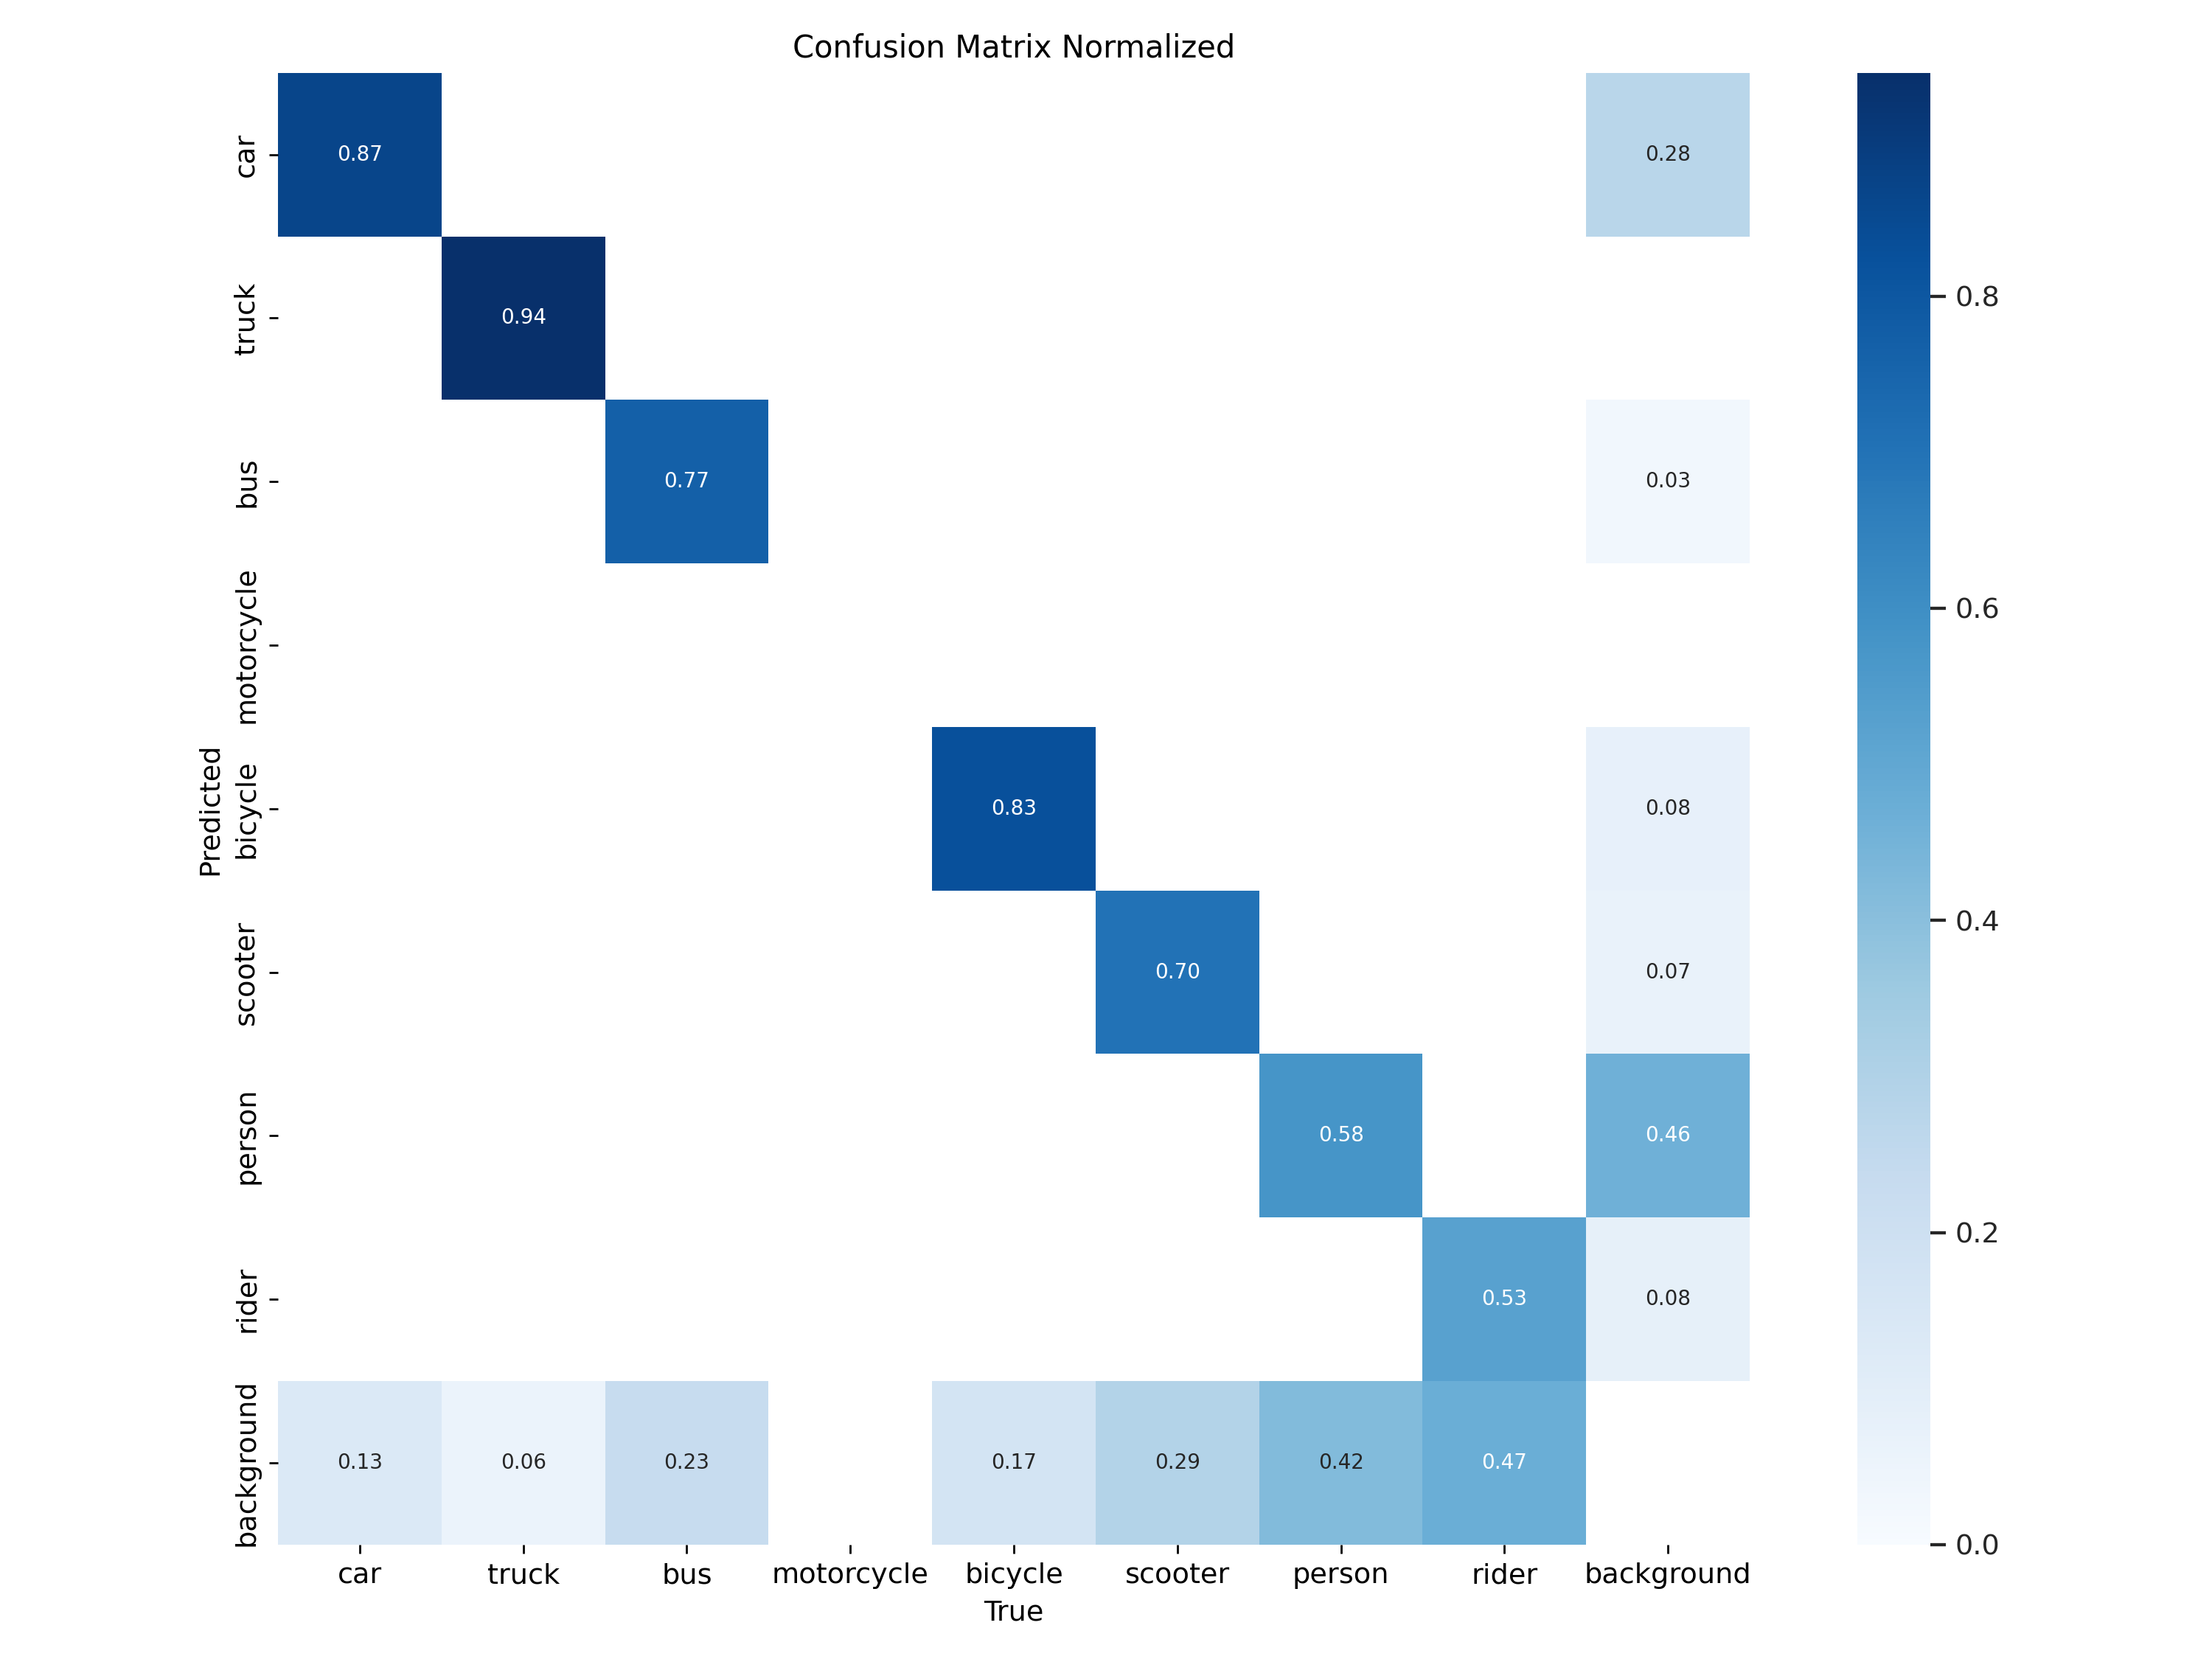 Confusion Matrix Normalized
car 0.87 0.28
truck 0.94
bus 0.77 0.03
motorcycle
bicycle 0.83 0.08
scooter 0.70 0.07
person 0.58 0.46
rider 0.53 0.08
background 0.13 0.06 0.23 0.17 0.29 0.42 0.47
Predicted
car truck bus motorcycle bicycle scooter person rider background
True
0.8
0.6
0.4
0.2
0.0